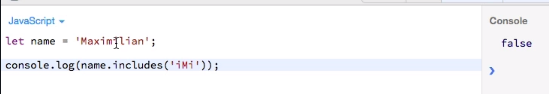 JavaScript
Console
let name = 'Maximilian';
false
console.log(name.includes('iMi'));